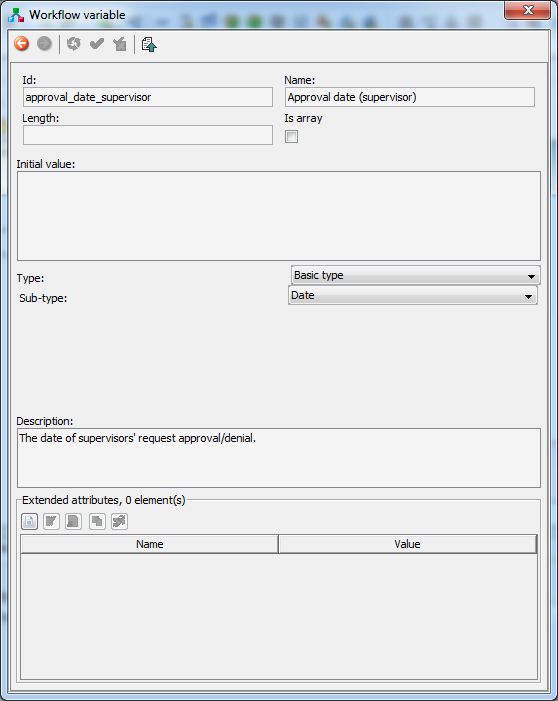 Workflow variable
Id:
Name:
approval_date_supervisor
Approval date (supervisor)
Length:
Is array
Initial value:
Type:
Basic type
Sub-type:
Date
Description:
The date of supervisors' request approval/denial.
Extended attributes, 0 element(s)
Name
Value